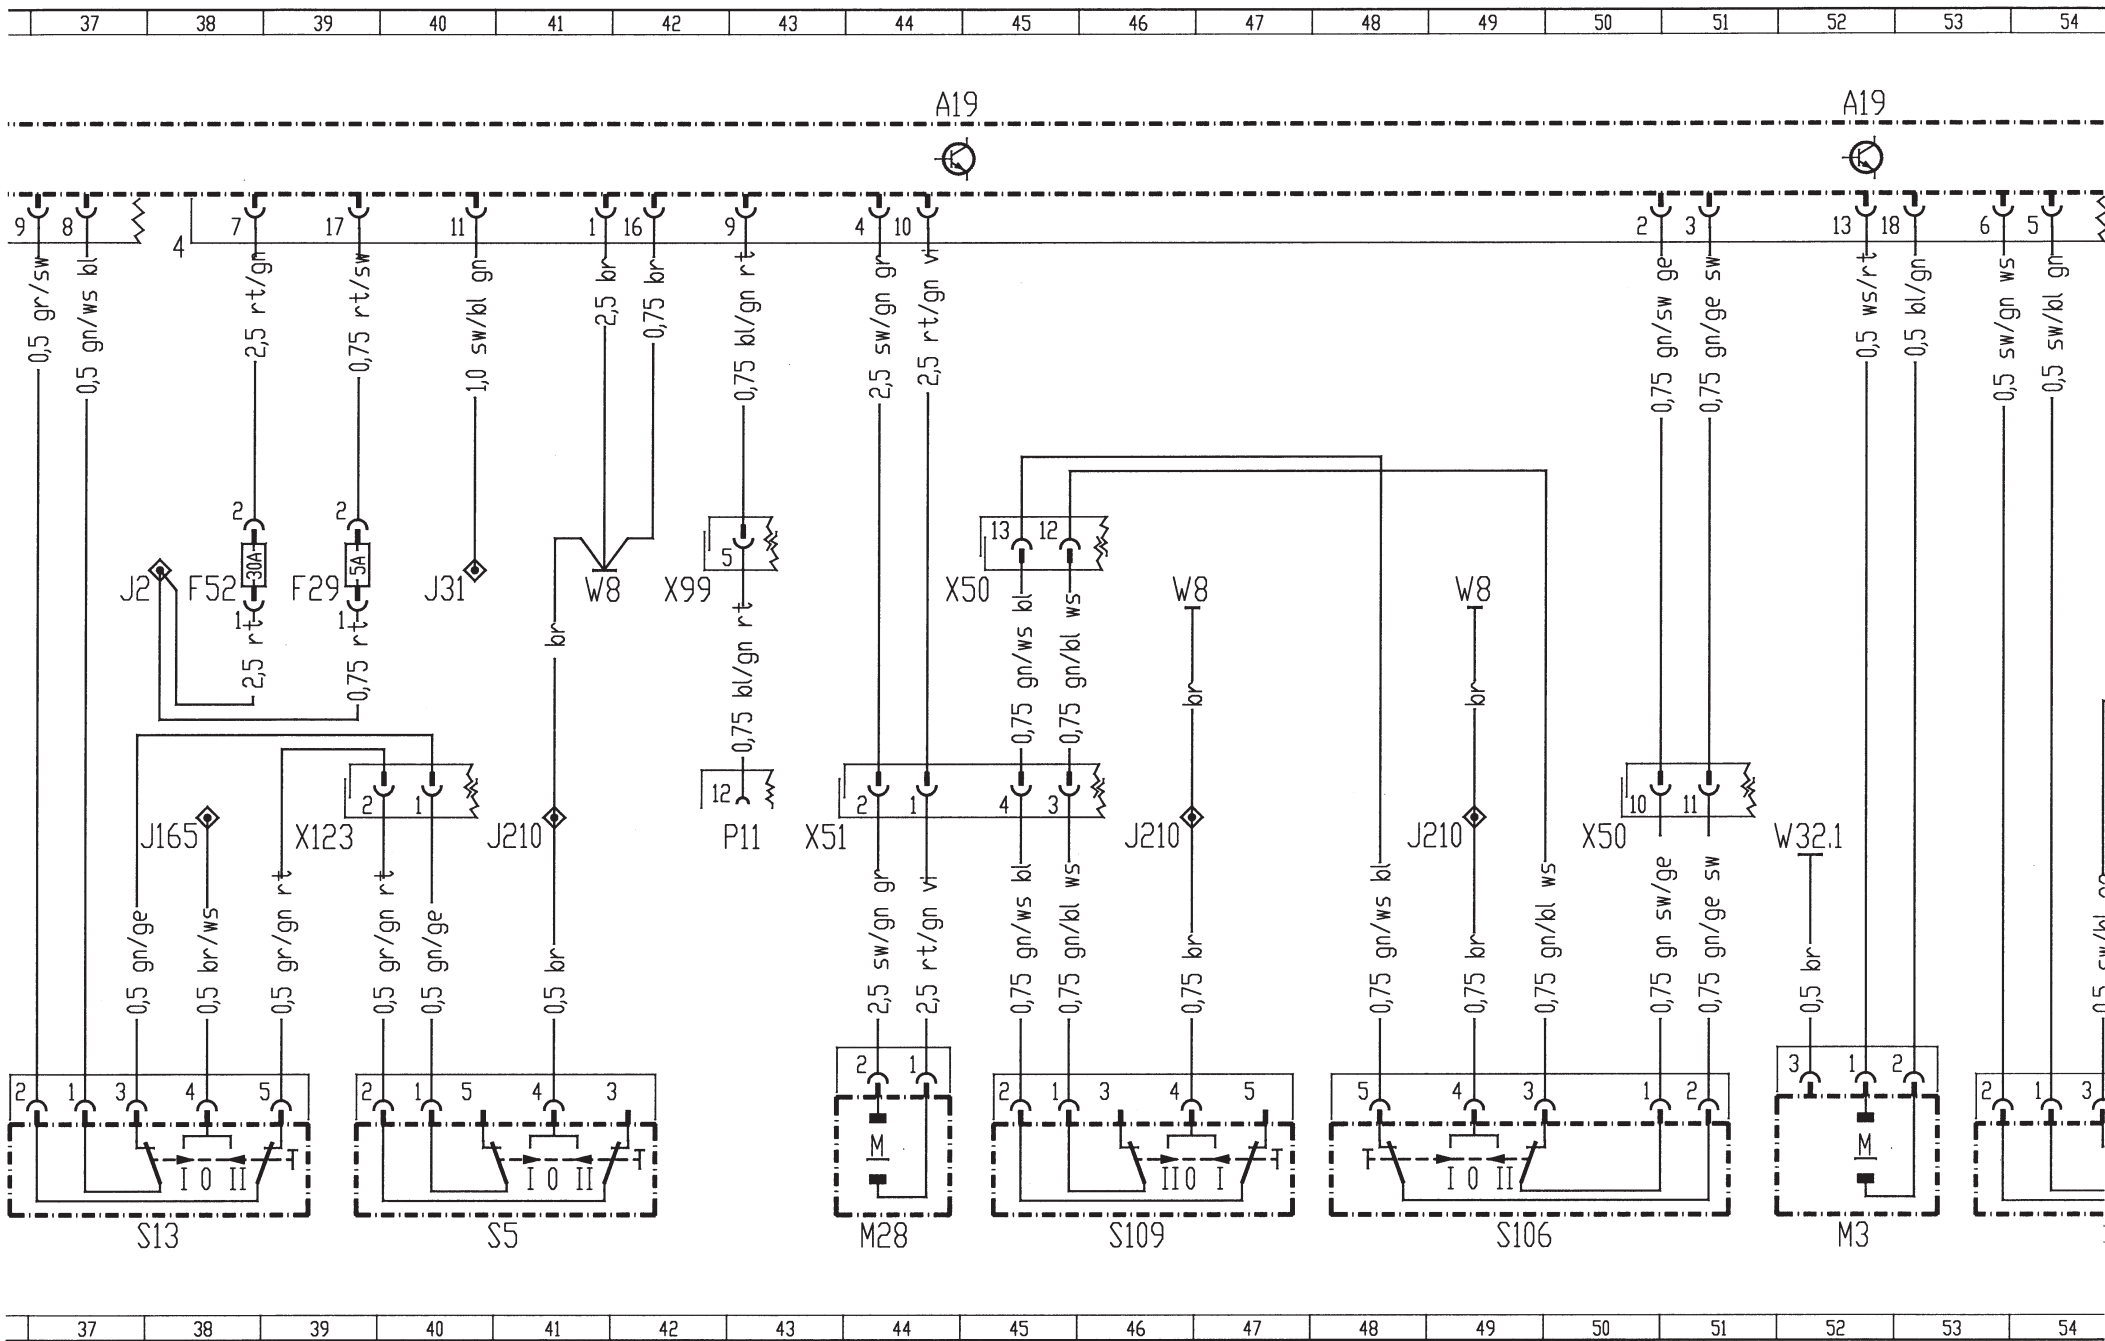 37 38 39 40 41 42 43 44 45 46 47 48 49 50 51 52 53 54
A19 A19
9 8 7 17 11 1 16 9 4 10 2 3 13 18 6 5
4
0,5 gr/sw
0,5 gn/ws bl
2,5 rt/gn
0,75 rt/sw
1,0 sw/bl gn
2,5 br
0,75 br
0,75 bl/gn rt
2,5 sw/gn gr
2,5 rt/gn vi
0,75 gn/sw ge
0,75 gn/ge sw
0,5 ws/rt
0,5 bl/gn
0,5 sw/gn ws
0,5 sw/bl gn
2 2 5 13 12
30A 5A
J2 F52 F29 J31 W8 X99 X50 W8 W8
1 1
2,5 rt
0,75 rt
br
0,75 bl/gn rt
0,75 gn/ws bl
0,75 gn/bl ws
br
br
2 1 12 2 1 4 3 10 11
J165 X123 J210 P11 X51 J210 J210 X50 W32.1
0,5 gn/ge
0,5 br/ws
0,5 gr/gn rt
0,5 gr/gn rt
0,5 gn/ge
0,5 br
2,5 sw/gn gr
2,5 rt/gn vi
0,75 gn/ws bl
0,75 gn/bl ws
0,75 br
0,75 gn/ws bl
0,75 br
0,75 gn/bl ws
0,75 gn sw/ge
0,75 gn/ge sw
0,5 br
2 1 3 4 5 2 1 5 4 3 2 1 2 1 3 4 5 5 4 3 1 2 3 1 2 2 1 3
I 0 II I 0 II M II 0 I I 0 II M
S13 S5 M28 S109 S106 M3
37 38 39 40 41 42 43 44 45 46 47 48 49 50 51 52 53 54